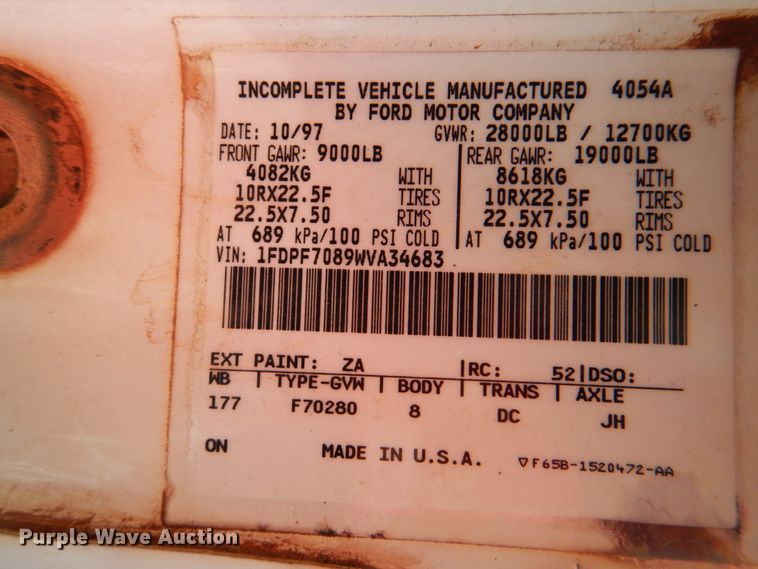 INCOMPLETE VEHICLE MANUFACTURED 4054A
BY FORD MOTOR COMPANY
DATE: 10/97 GVWR: 28000LB / 12700KG
FRONT GAWR: 9000LB | REAR GAWR: 19000LB
4082KG WITH | 8618KG WITH
10RX22.5F TIRES | 10RX22.5F TIRES
22.5X7.50 RIMS | 22.5X7.50 RIMS
AT 689 kPa/100 PSI COLD | AT 689 kPa/100 PSI COLD
VIN: 1FDPF7089WVA34683
EXT PAINT: ZA |RC: 52|DSO:
WB | TYPE-GVW | BODY | TRANS | AXLE
177 F70280 8 DC JH
ON MADE IN U.S.A. ▽F65B-1520472-AA
Purple Wave Auction